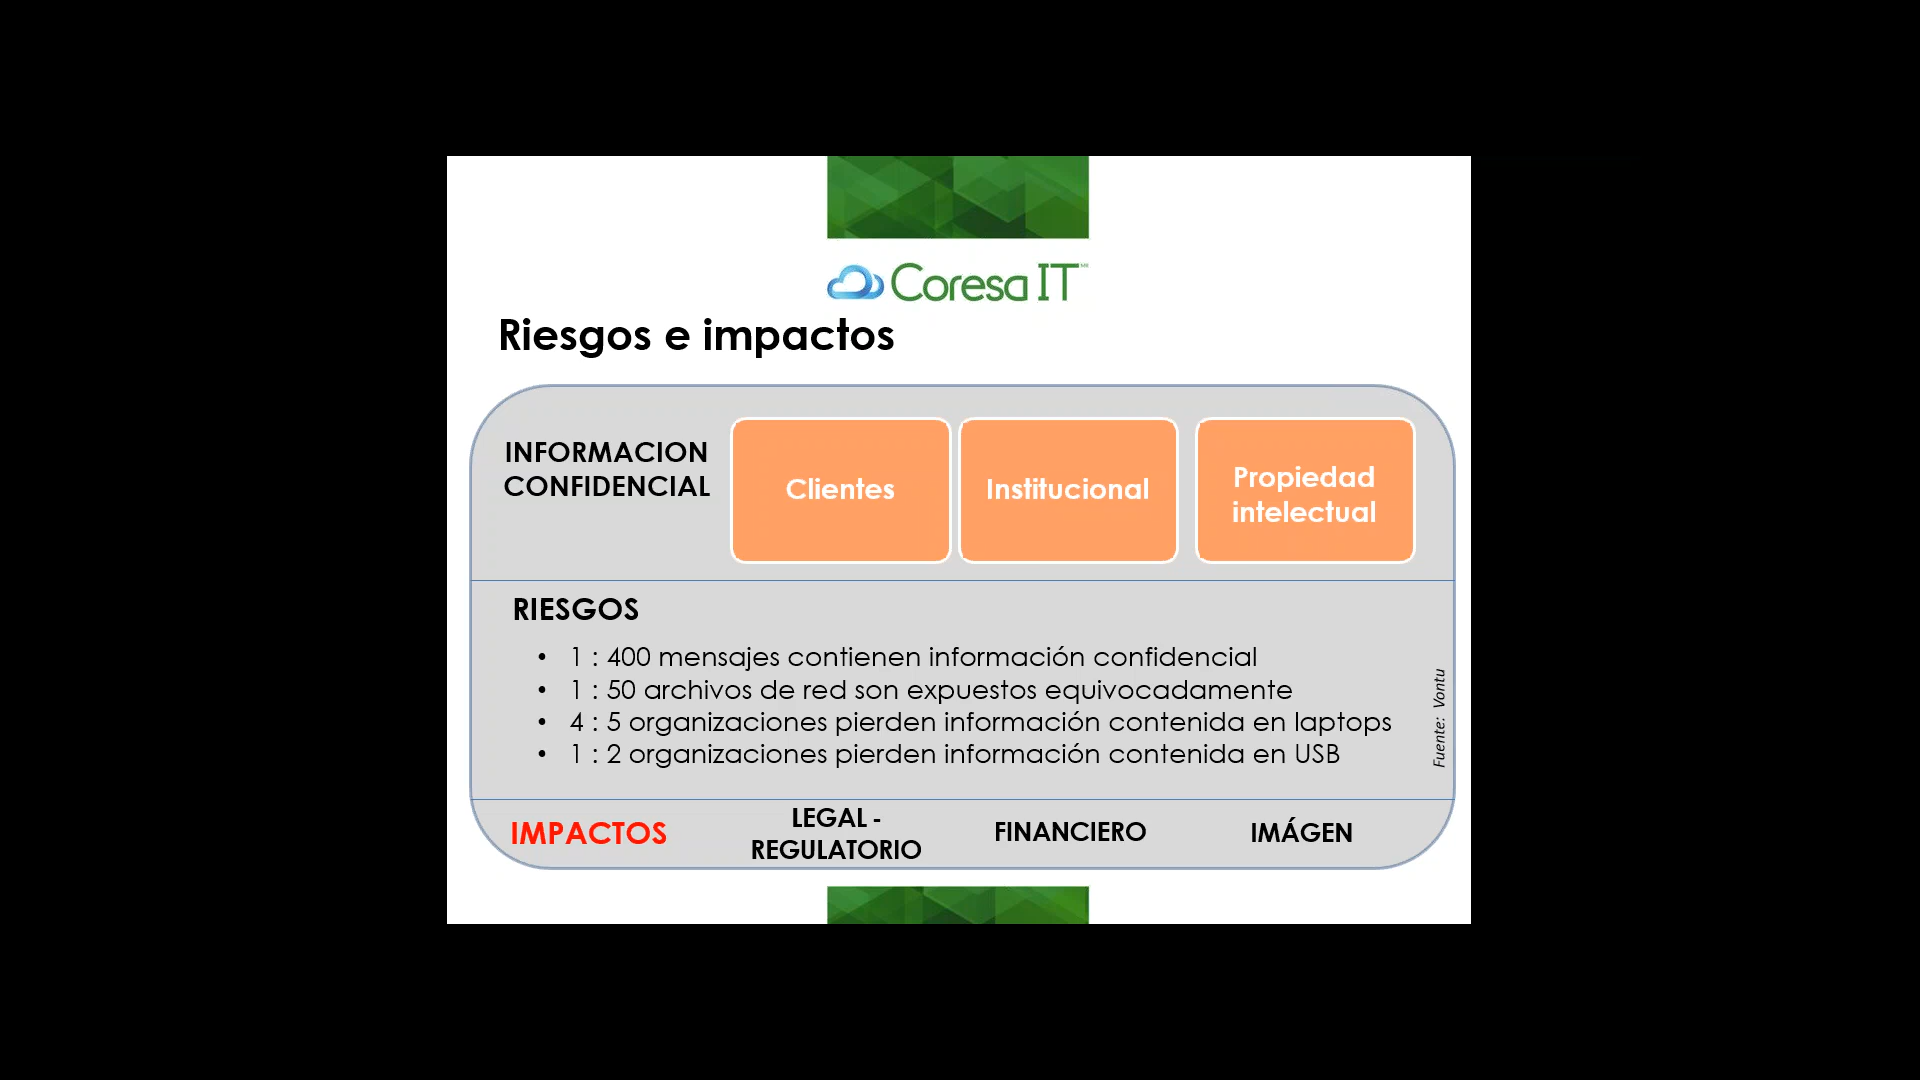 Coresa IT
Riesgos e impactos
INFORMACION
CONFIDENCIAL
Clientes
Institucional
Propiedad
intelectual
RIESGOS
• 1 : 400 mensajes contienen información confidencial
• 1 : 50 archivos de red son expuestos equivocadamente
• 4 : 5 organizaciones pierden información contenida en laptops
• 1 : 2 organizaciones pierden información contenida en USB
Fuente: Vontu
IMPACTOS
LEGAL -
REGULATORIO
FINANCIERO
IMÁGEN